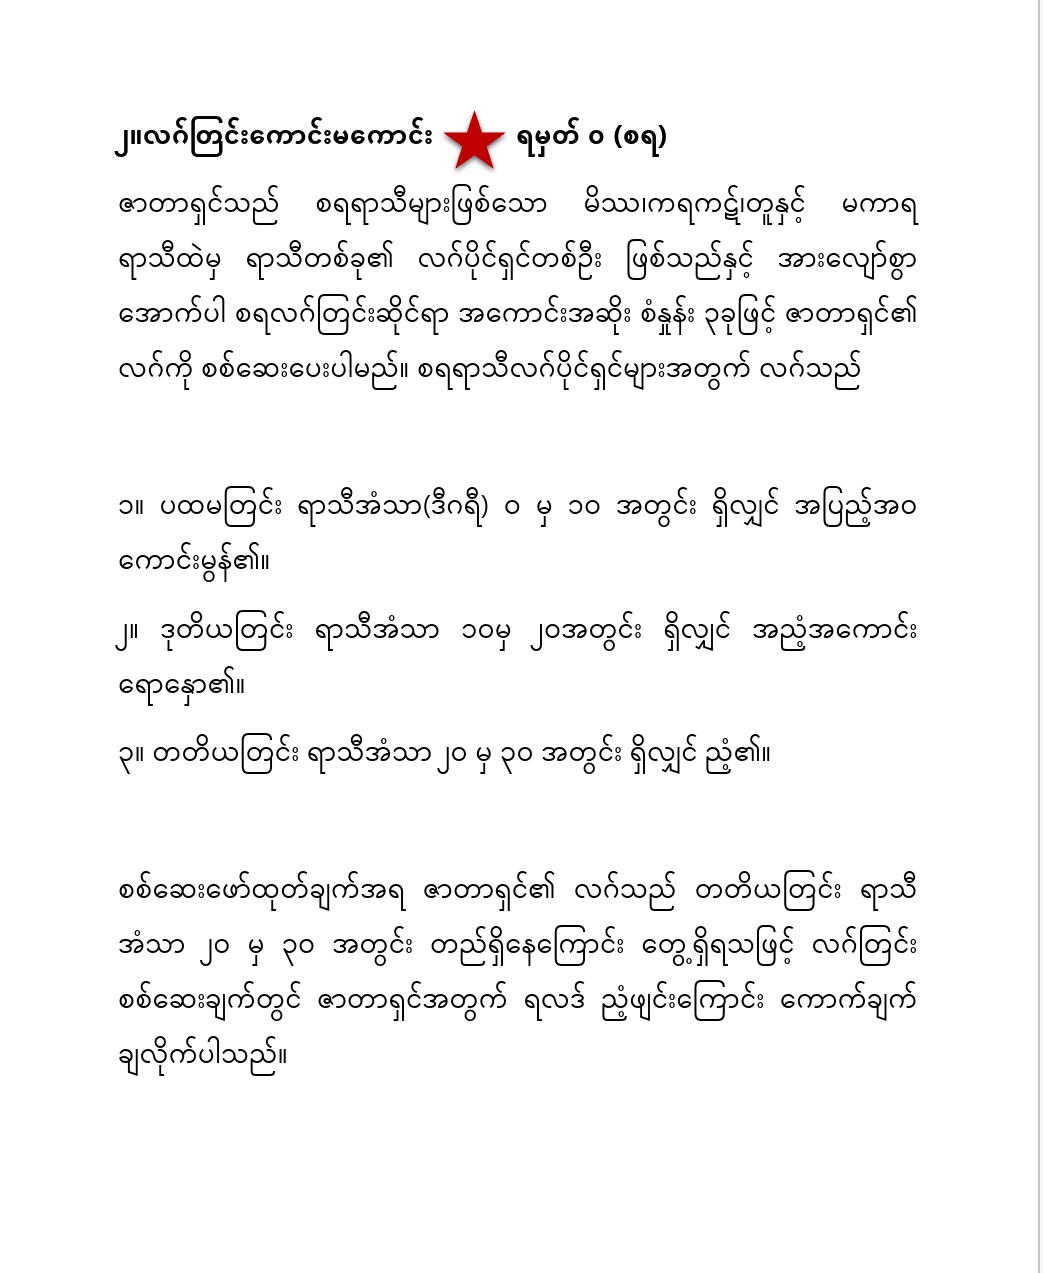 ၂။လဂ်တြင်းကောင်းမကောင်း ရမှတ် ၀ (စရ)
ဇာတာရှင်သည် စရရာသီများဖြစ်သော မိဿ၊ကရကဋ်၊တူနှင့် မကာရ
ရာသီထဲမှ ရာသီတစ်ခု၏ လဂ်ပိုင်ရှင်တစ်ဦး ဖြစ်သည်နှင့် အားလျော်စွာ
အောက်ပါ စရလဂ်တြင်းဆိုင်ရာ အကောင်းအဆိုး စံနှုန်း ၃ခုဖြင့် ဇာတာရှင်၏
လဂ်ကို စစ်ဆေးပေးပါမည်။ စရရာသီလဂ်ပိုင်ရှင်များအတွက် လဂ်သည်
၁။ ပထမတြင်း ရာသီအံသာ(ဒီဂရီ) ၀ မှ ၁၀ အတွင်း ရှိလျှင် အပြည့်အဝ
ကောင်းမွန်၏။
၂။ ဒုတိယတြင်း ရာသီအံသာ ၁၀မှ ၂၀အတွင်း ရှိလျှင် အညံ့အကောင်း
ရောနှော၏။
၃။ တတိယတြင်း ရာသီအံသာ၂၀ မှ ၃၀ အတွင်း ရှိလျှင် ညံ့၏။
စစ်ဆေးဖော်ထုတ်ချက်အရ ဇာတာရှင်၏ လဂ်သည် တတိယတြင်း ရာသီ
အံသာ ၂၀ မှ ၃၀ အတွင်း တည်ရှိနေကြောင်း တွေ့ရှိရသဖြင့် လဂ်တြင်း
စစ်ဆေးချက်တွင် ဇာတာရှင်အတွက် ရလဒ် ညံ့ဖျင်းကြောင်း ကောက်ချက်
ချလိုက်ပါသည်။